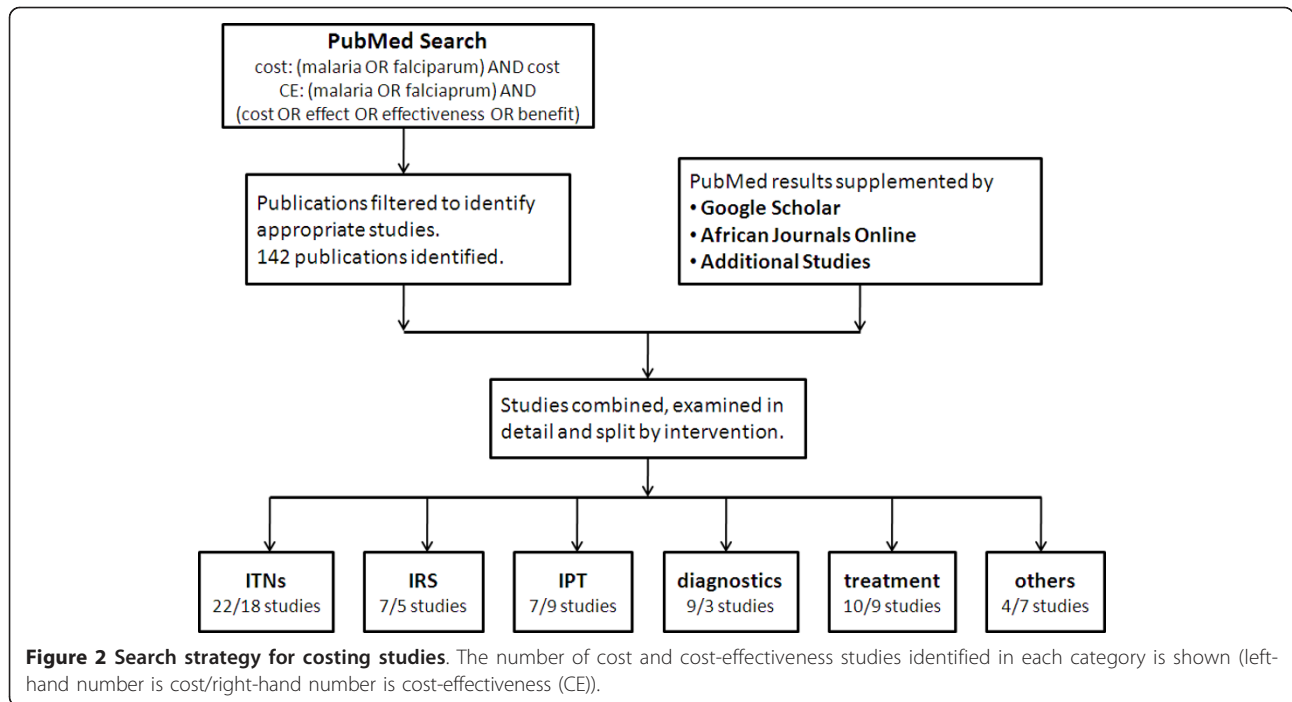 PubMed Search
cost: (malaria OR falciparum) AND cost
CE: (malaria OR falciaprum) AND
(cost OR effect OR effectiveness OR benefit)
Publications filtered to identify
appropriate studies.
142 publications identified.
PubMed results supplemented by
• Google Scholar
• African Journals Online
• Additional Studies
Studies combined, examined in
detail and split by intervention.
ITNs
22/18 studies
IRS
7/5 studies
IPT
7/9 studies
diagnostics
9/3 studies
treatment
10/9 studies
others
4/7 studies
Figure 2 Search strategy for costing studies. The number of cost and cost-effectiveness studies identified in each category is shown (left-
hand number is cost/right-hand number is cost-effectiveness (CE)).